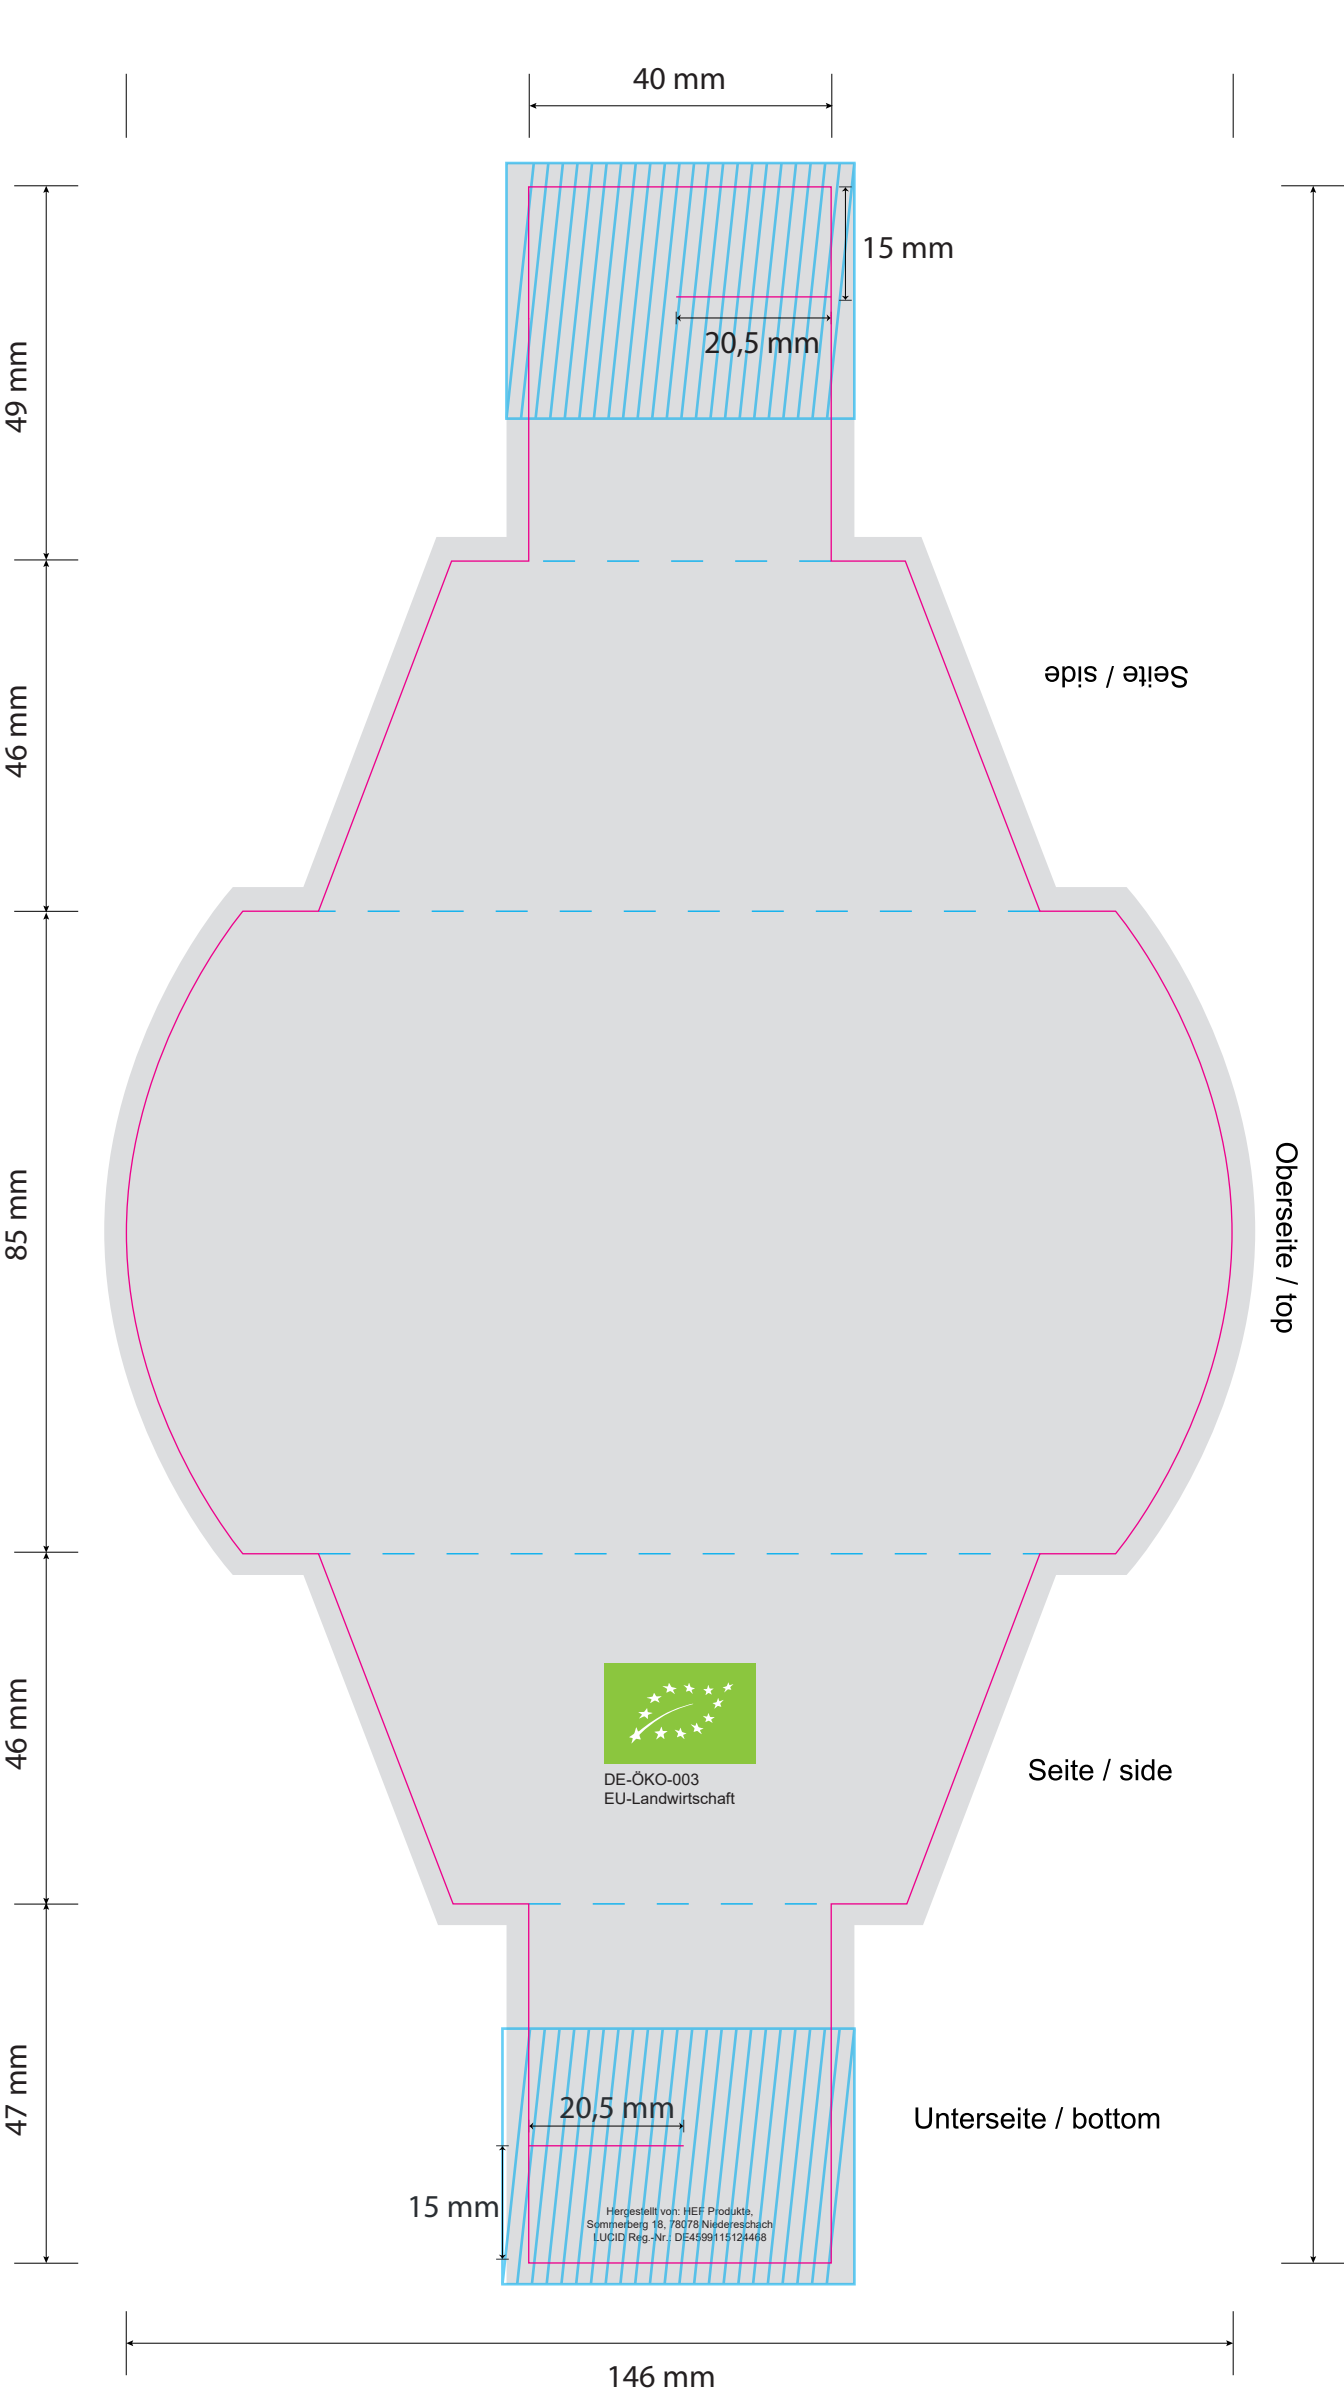 40 mm
15 mm
20,5 mm
49 mm
Seite / side
46 mm
85 mm
Oberseite / top
46 mm
DE-ÖKO-003
EU-Landwirtschaft
Seite / side
47 mm
20,5 mm
Unterseite / bottom
15 mm
Hergestellt von: HEF Produkte,
Sommerberg 18, 78078 Niedereschach
LUCID Reg.-Nr.: DE4599115124468
146 mm